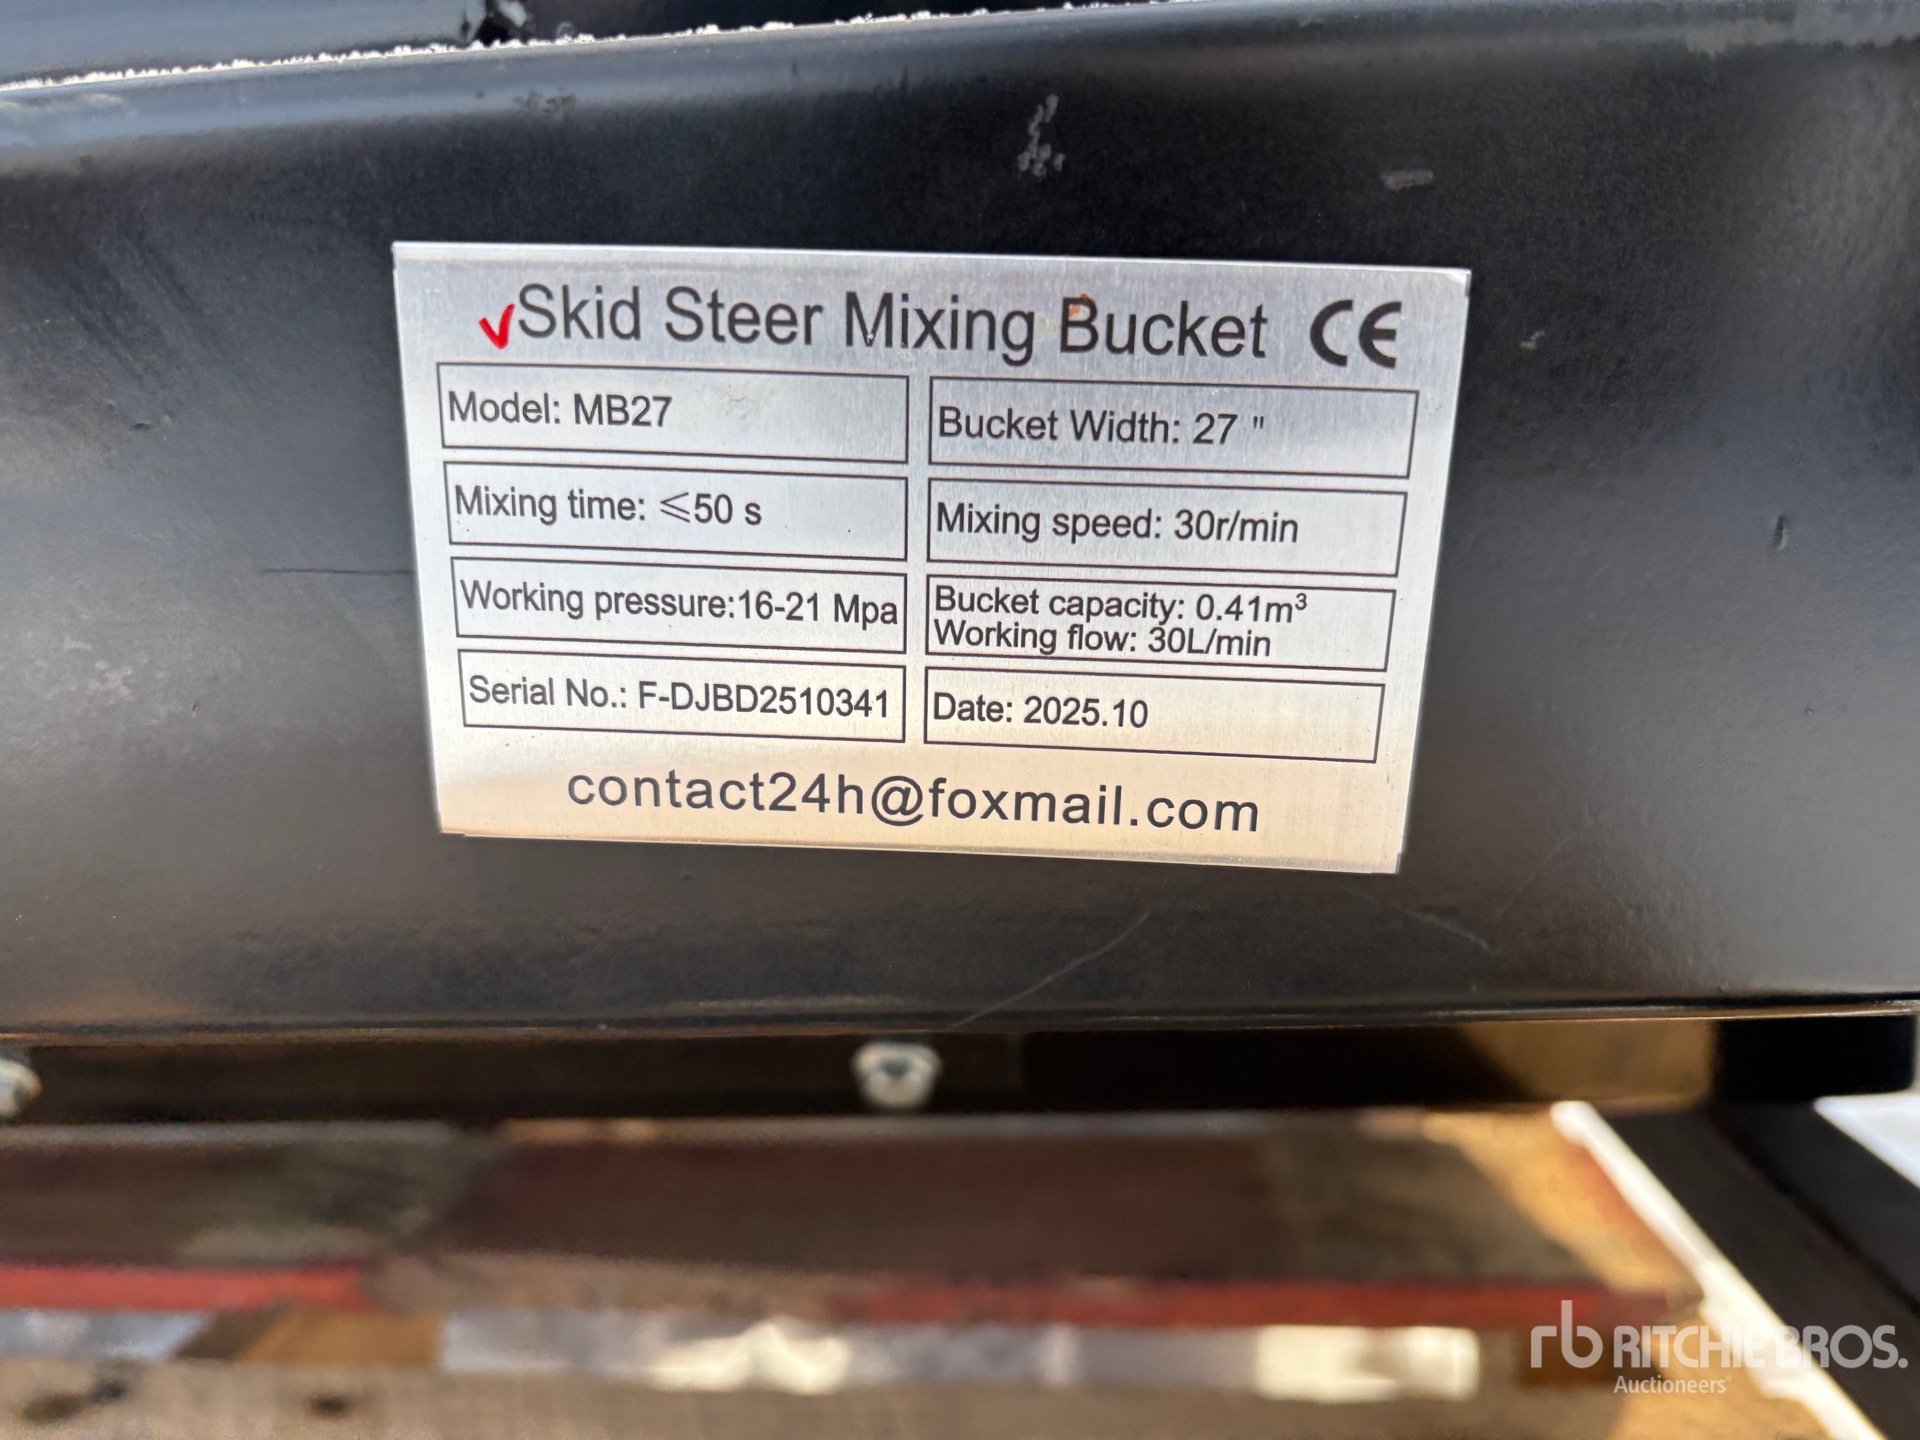 Skid Steer Mixing Bucket CE
Model: MB27
Bucket Width: 27 "
Mixing time: ⩽50 s
Mixing speed: 30r/min
Working pressure:16-21 Mpa
Bucket capacity: 0.41m³
Working flow: 30L/min
Serial No.: F-DJBD2510341
Date: 2025.10
contact24h@foxmail.com
rb RITCHIE BROS.
Auctioneers